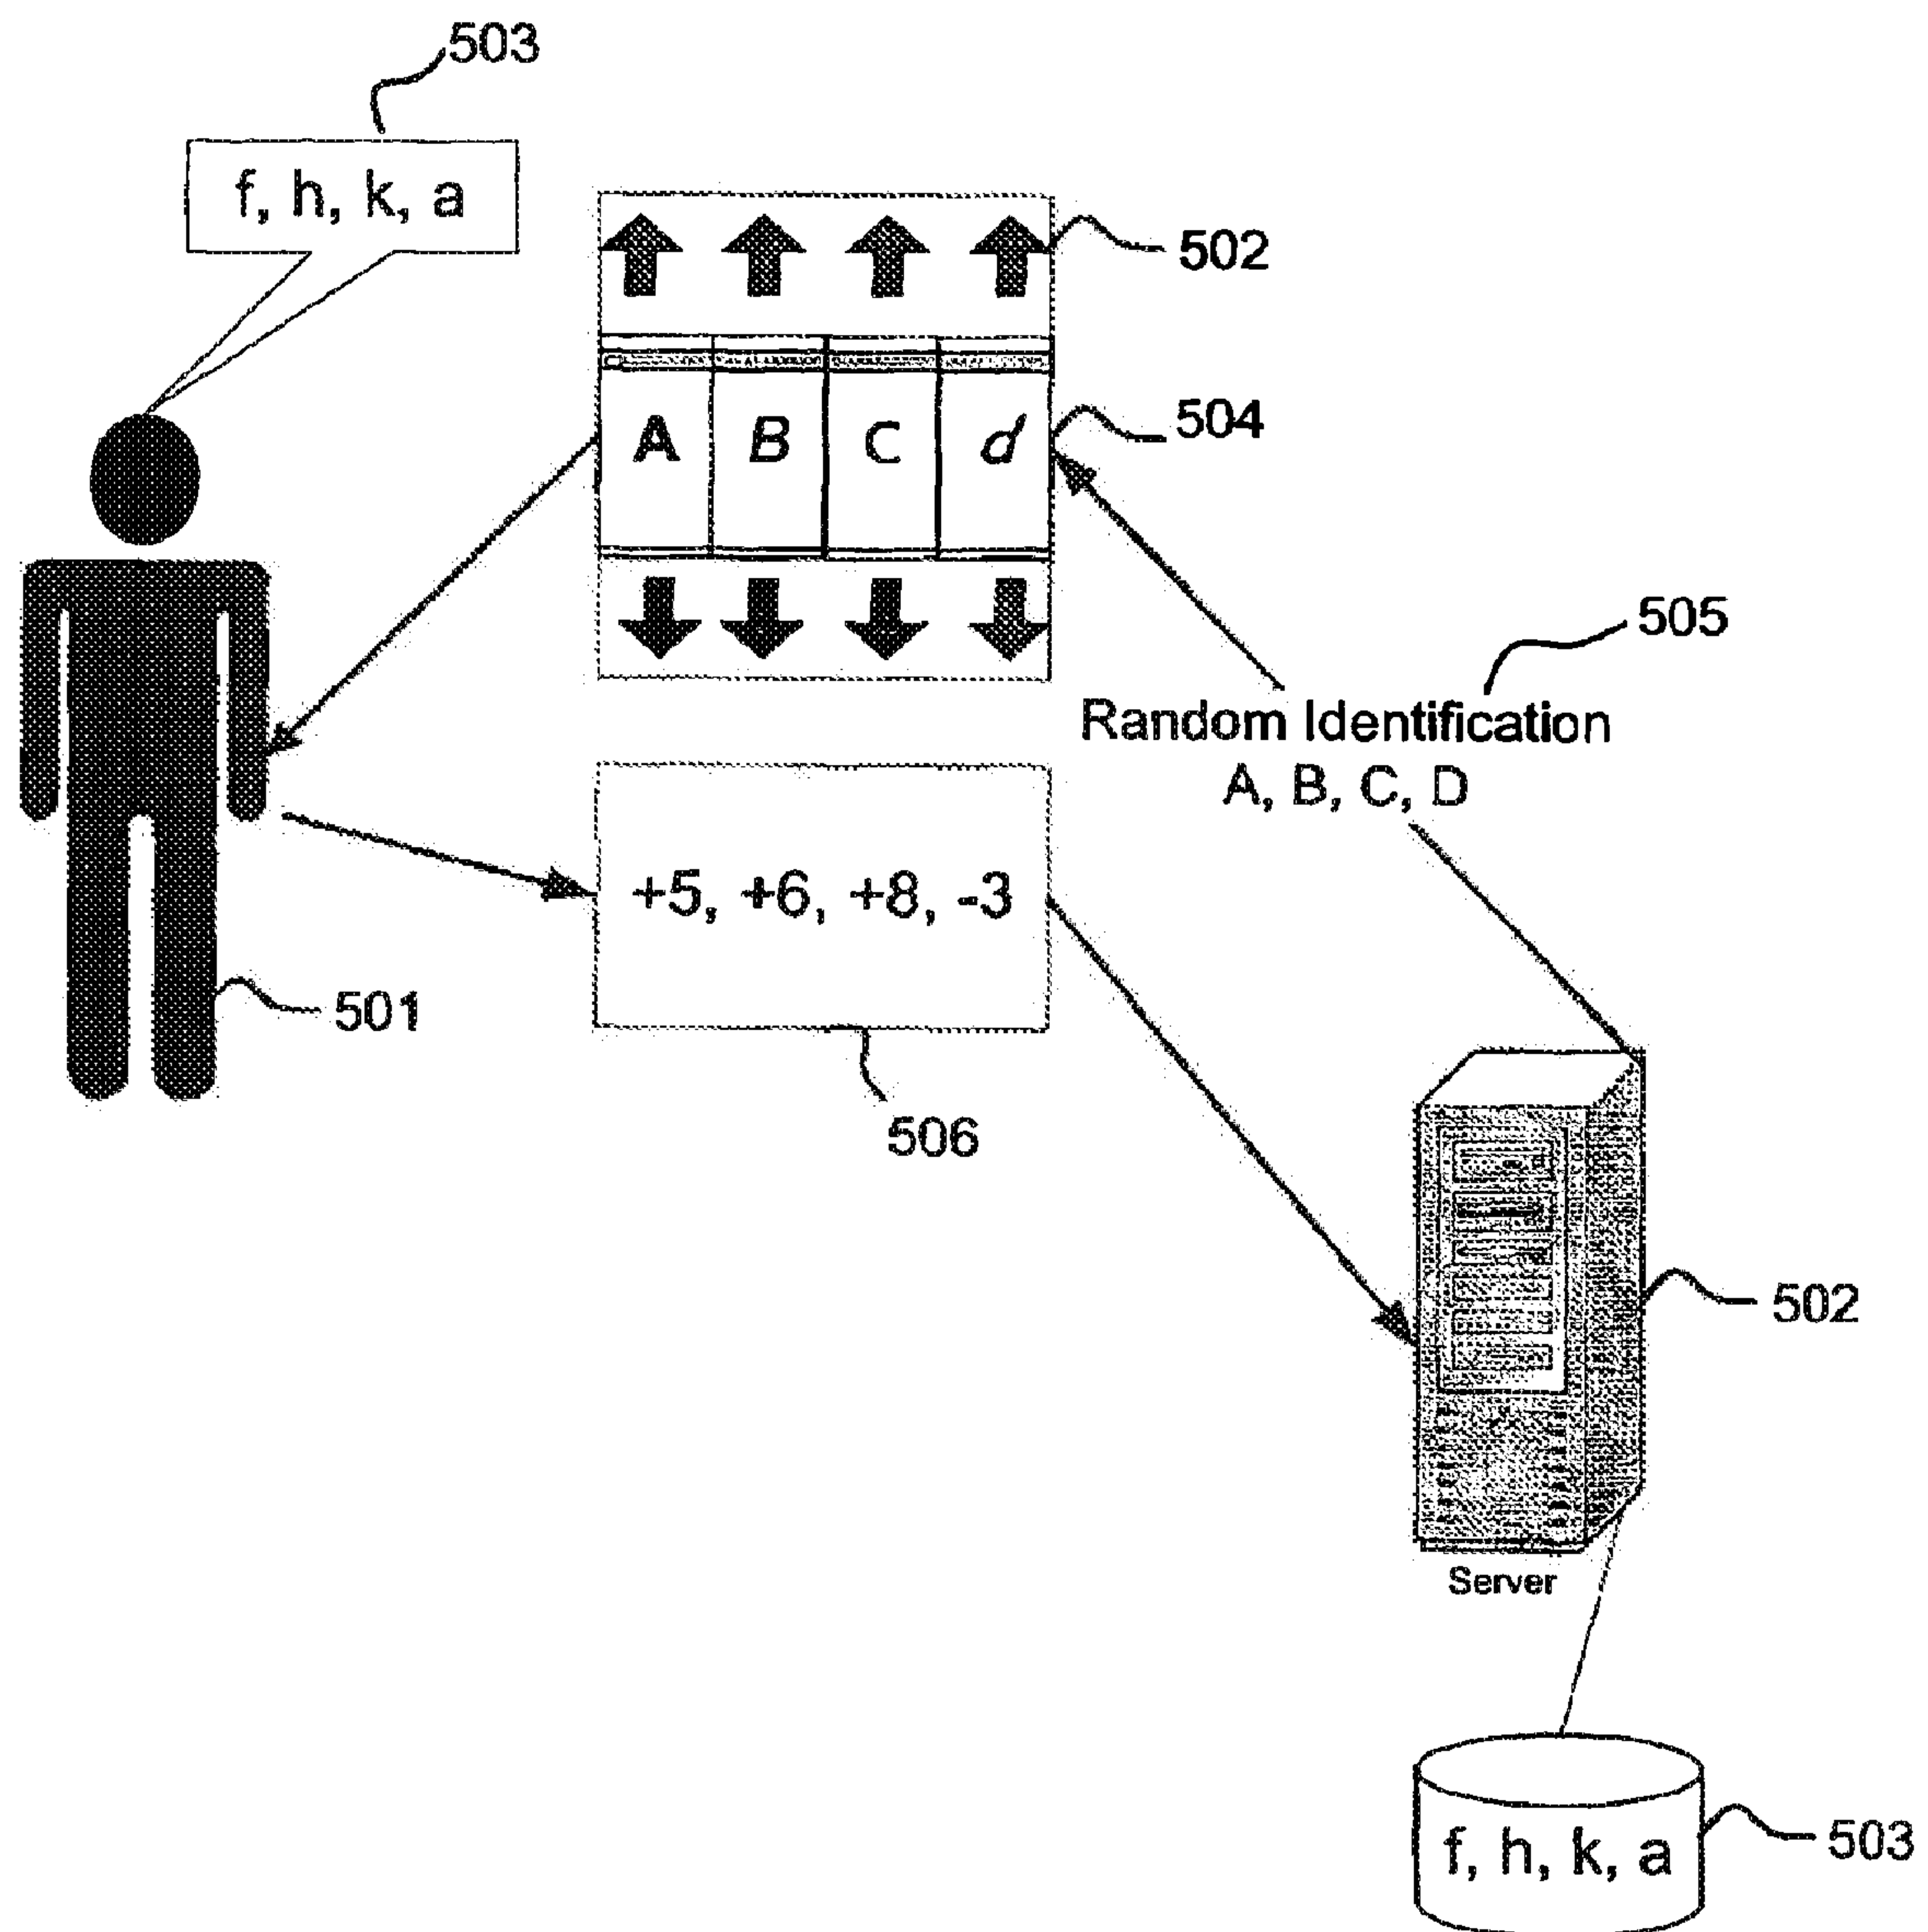 503
f, h, k, a
502
A B C d
504
505
Random Identification
A, B, C, D
+5, +6, +8, -3
501
506
502
Server
f, h, k, a
503